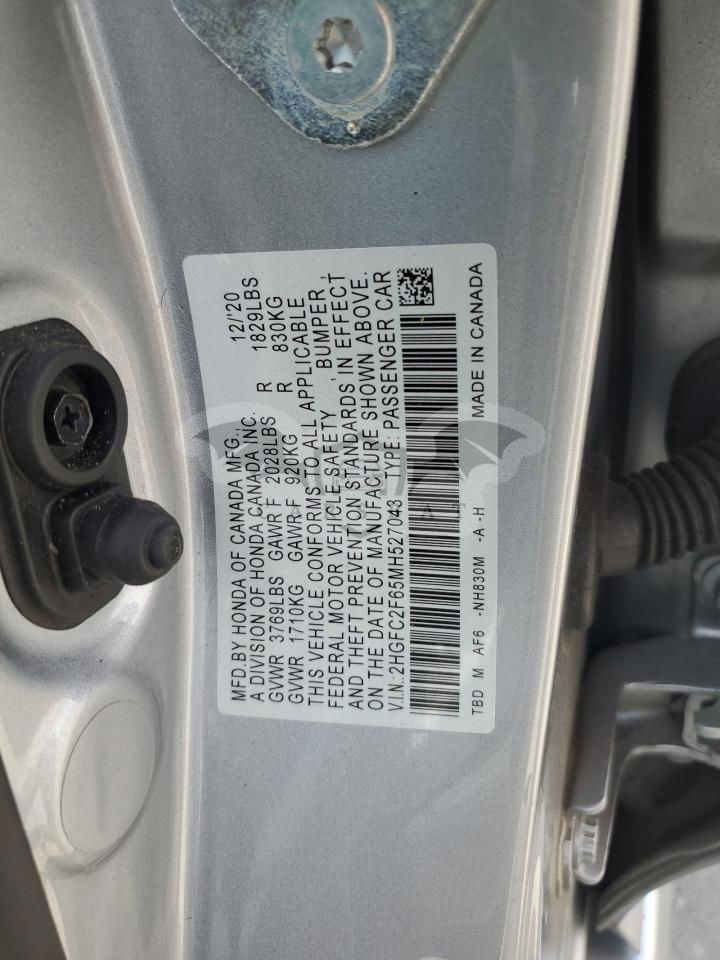 MFD.BY HONDA OF CANADA MFG., 12/'20
A DIVISION OF HONDA CANADA INC.
GVWR 3769LBS GAWR F 2028LBS R 1829LBS
GVWR 1710KG GAWR F 920KG R 830KG
THIS VEHICLE CONFORMS TO ALL APPLICABLE
FEDERAL MOTOR VEHICLE SAFETY, BUMPER,
AND THEFT PREVENTION STANDARDS IN EFFECT
ON THE DATE OF MANUFACTURE SHOWN ABOVE.
V.I.N.:2HGFC2F65MH527043 TYPE: PASSENGER CAR
TBD M AF6 -NH830M -A -H MADE IN CANADA